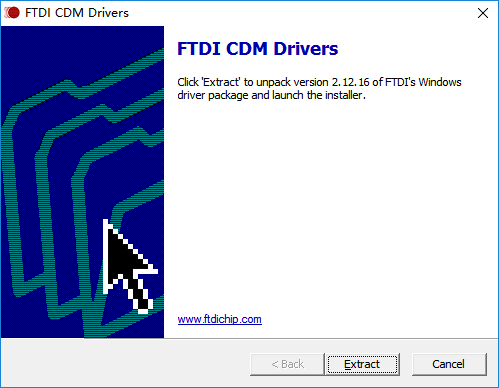 FTDI CDM Drivers
FTDI CDM Drivers
Click 'Extract' to unpack version 2.12.16 of FTDI's Windows
driver package and launch the installer.
www.ftdichip.com
< Back
Extract
Cancel